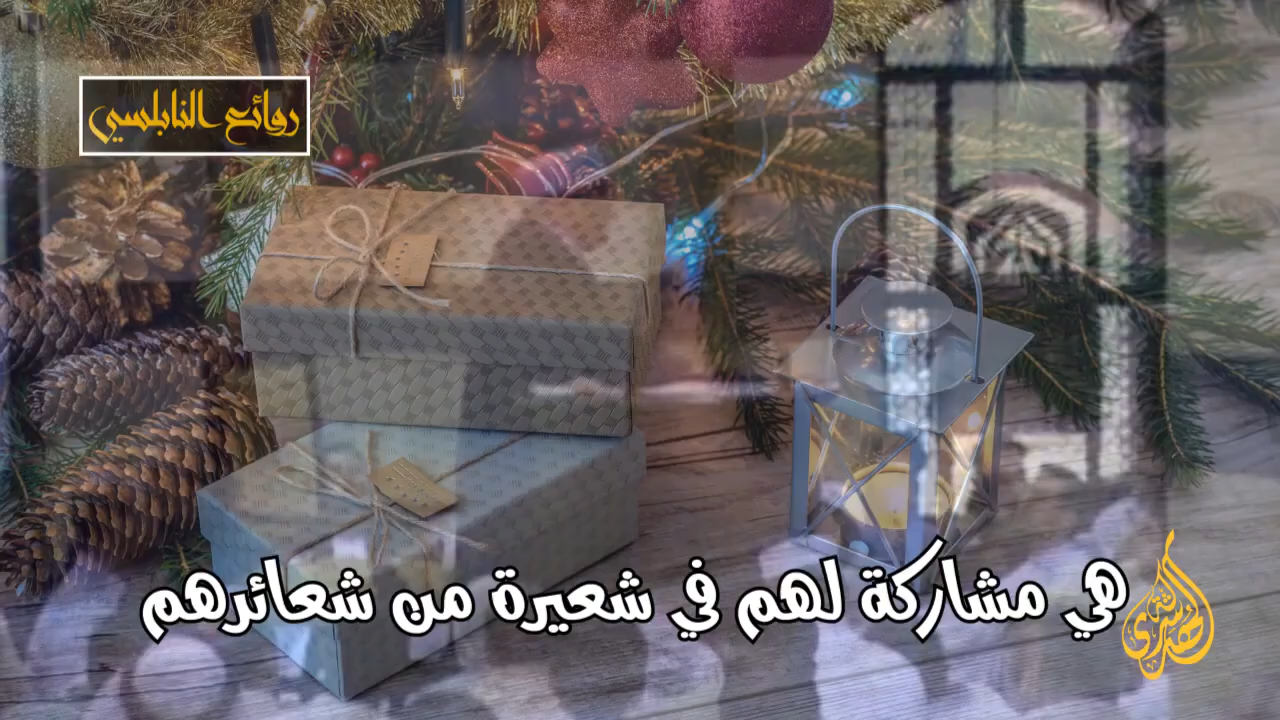 روائع النابلسي
هي مشاركة لهم في شعيرة من شعائرهم